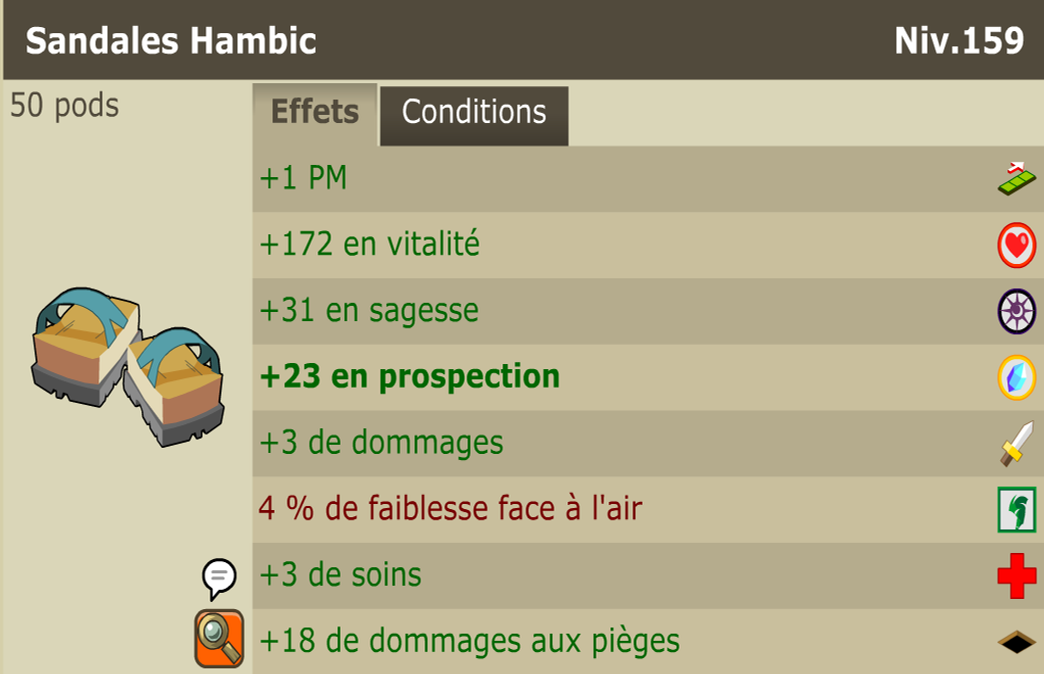 Sandales Hambic
Niv.159
50 pods
Effets
Conditions
+1 PM
+172 en vitalité
+31 en sagesse
+23 en prospection
+3 de dommages
4 % de faiblesse face à l'air
+3 de soins
+18 de dommages aux pièges